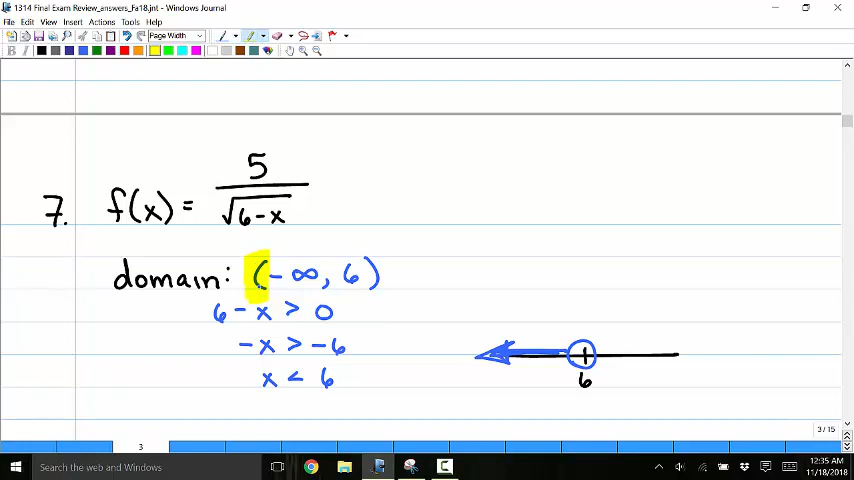 1314 Final Exam Review_answers_Fa18.jnt - Windows Journal
File Edit View Insert Actions Tools Help
Page Width
B I
7. f(x) = 5 / √(6-x)
domain: (-∞, 6)
6 - x > 0
-x > -6
x < 6
6
3 / 15
3
Search the web and Windows
12:35 AM
11/18/2018